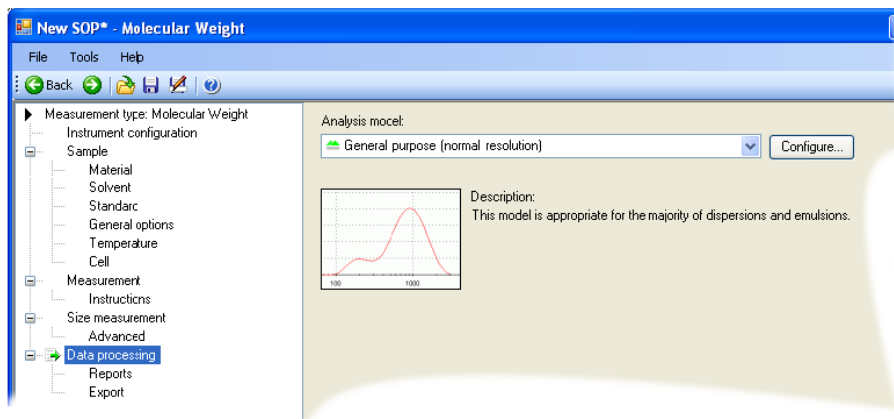 New SOP* - Molecular Weight
File Tools Help
Back
Measurement type: Molecular Weight
Instrument configuration
Sample
Material
Solvent
Standarc
General options
Temperature
Cell
Measurement
Instructions
Size measurement
Advanced
Data processing
Reports
Export
Analysis mocel:
General purpose (normal resolution)
Configure...
Description:
This model is appropriate for the majority of dispersions and emulsions.
100 1000